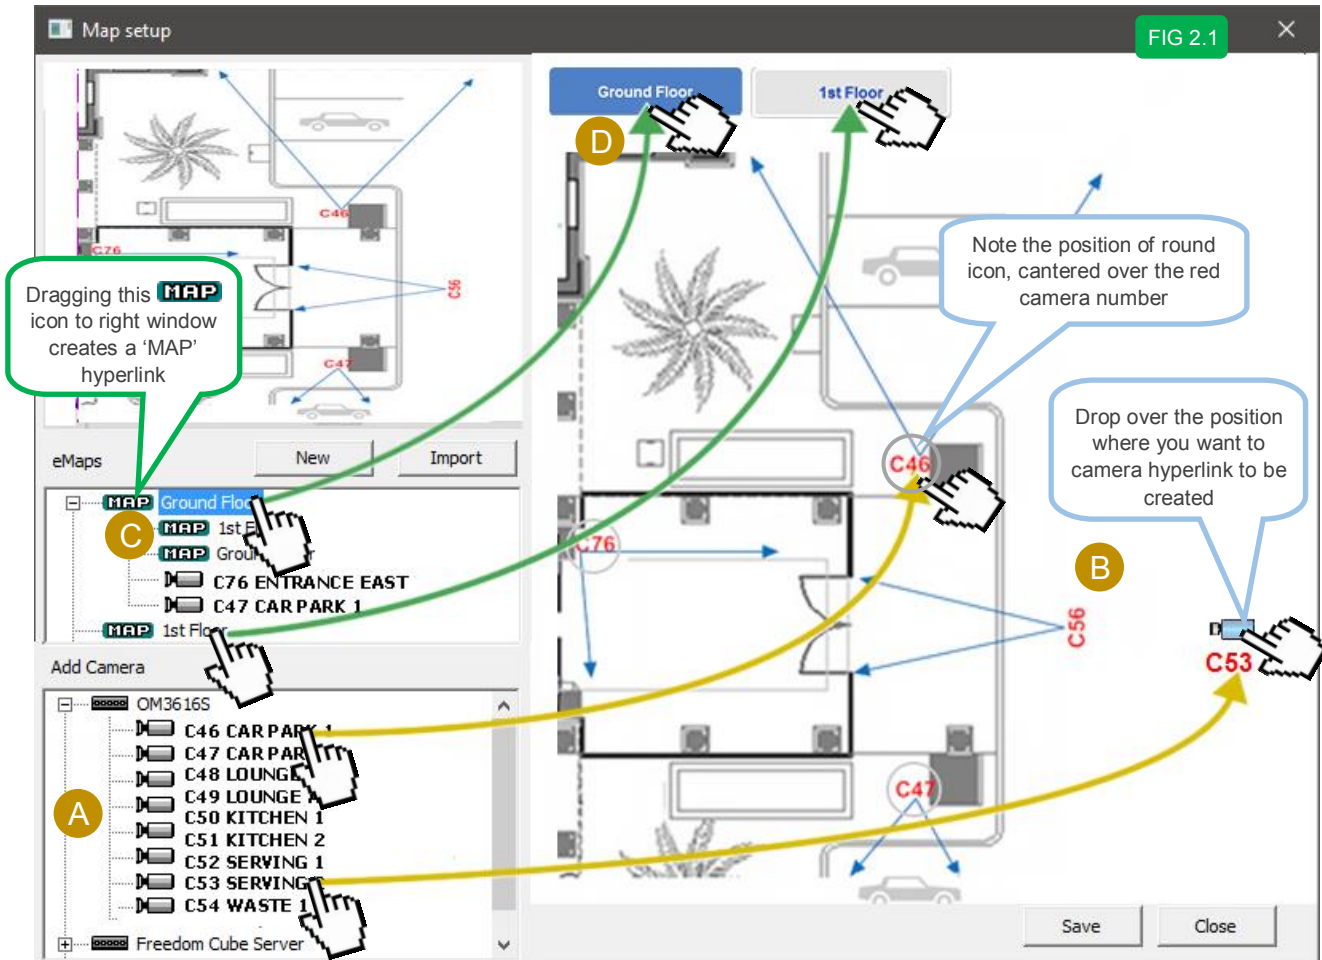 Map setup
FIG 2.1
Ground Floor
1st Floor
D
C46
C76
C56
C47
Dragging this MAP
icon to right window
creates a ‘MAP’
hyperlink
Note the position of round
icon, cantered over the red
camera number
Drop over the position
where you want to
camera hyperlink to be
created
C46
C76
C56
B
C53
C47
eMaps
New
Import
MAP Ground Floor
C
MAP 1st
MAP
C76 ENTRANCE EAST
C47 CAR PARK 1
MAP 1st Floor
Add Camera
OM3616S
C46 CAR PARK 1
C47 CAR
C48 LOUNGE
C49 LOUNGE
A
C50 KITCHEN 1
C51 KITCHEN 2
C52 SERVING 1
C53 SERVING
C54 WASTE 1
Freedom Cube Server
Save
Close